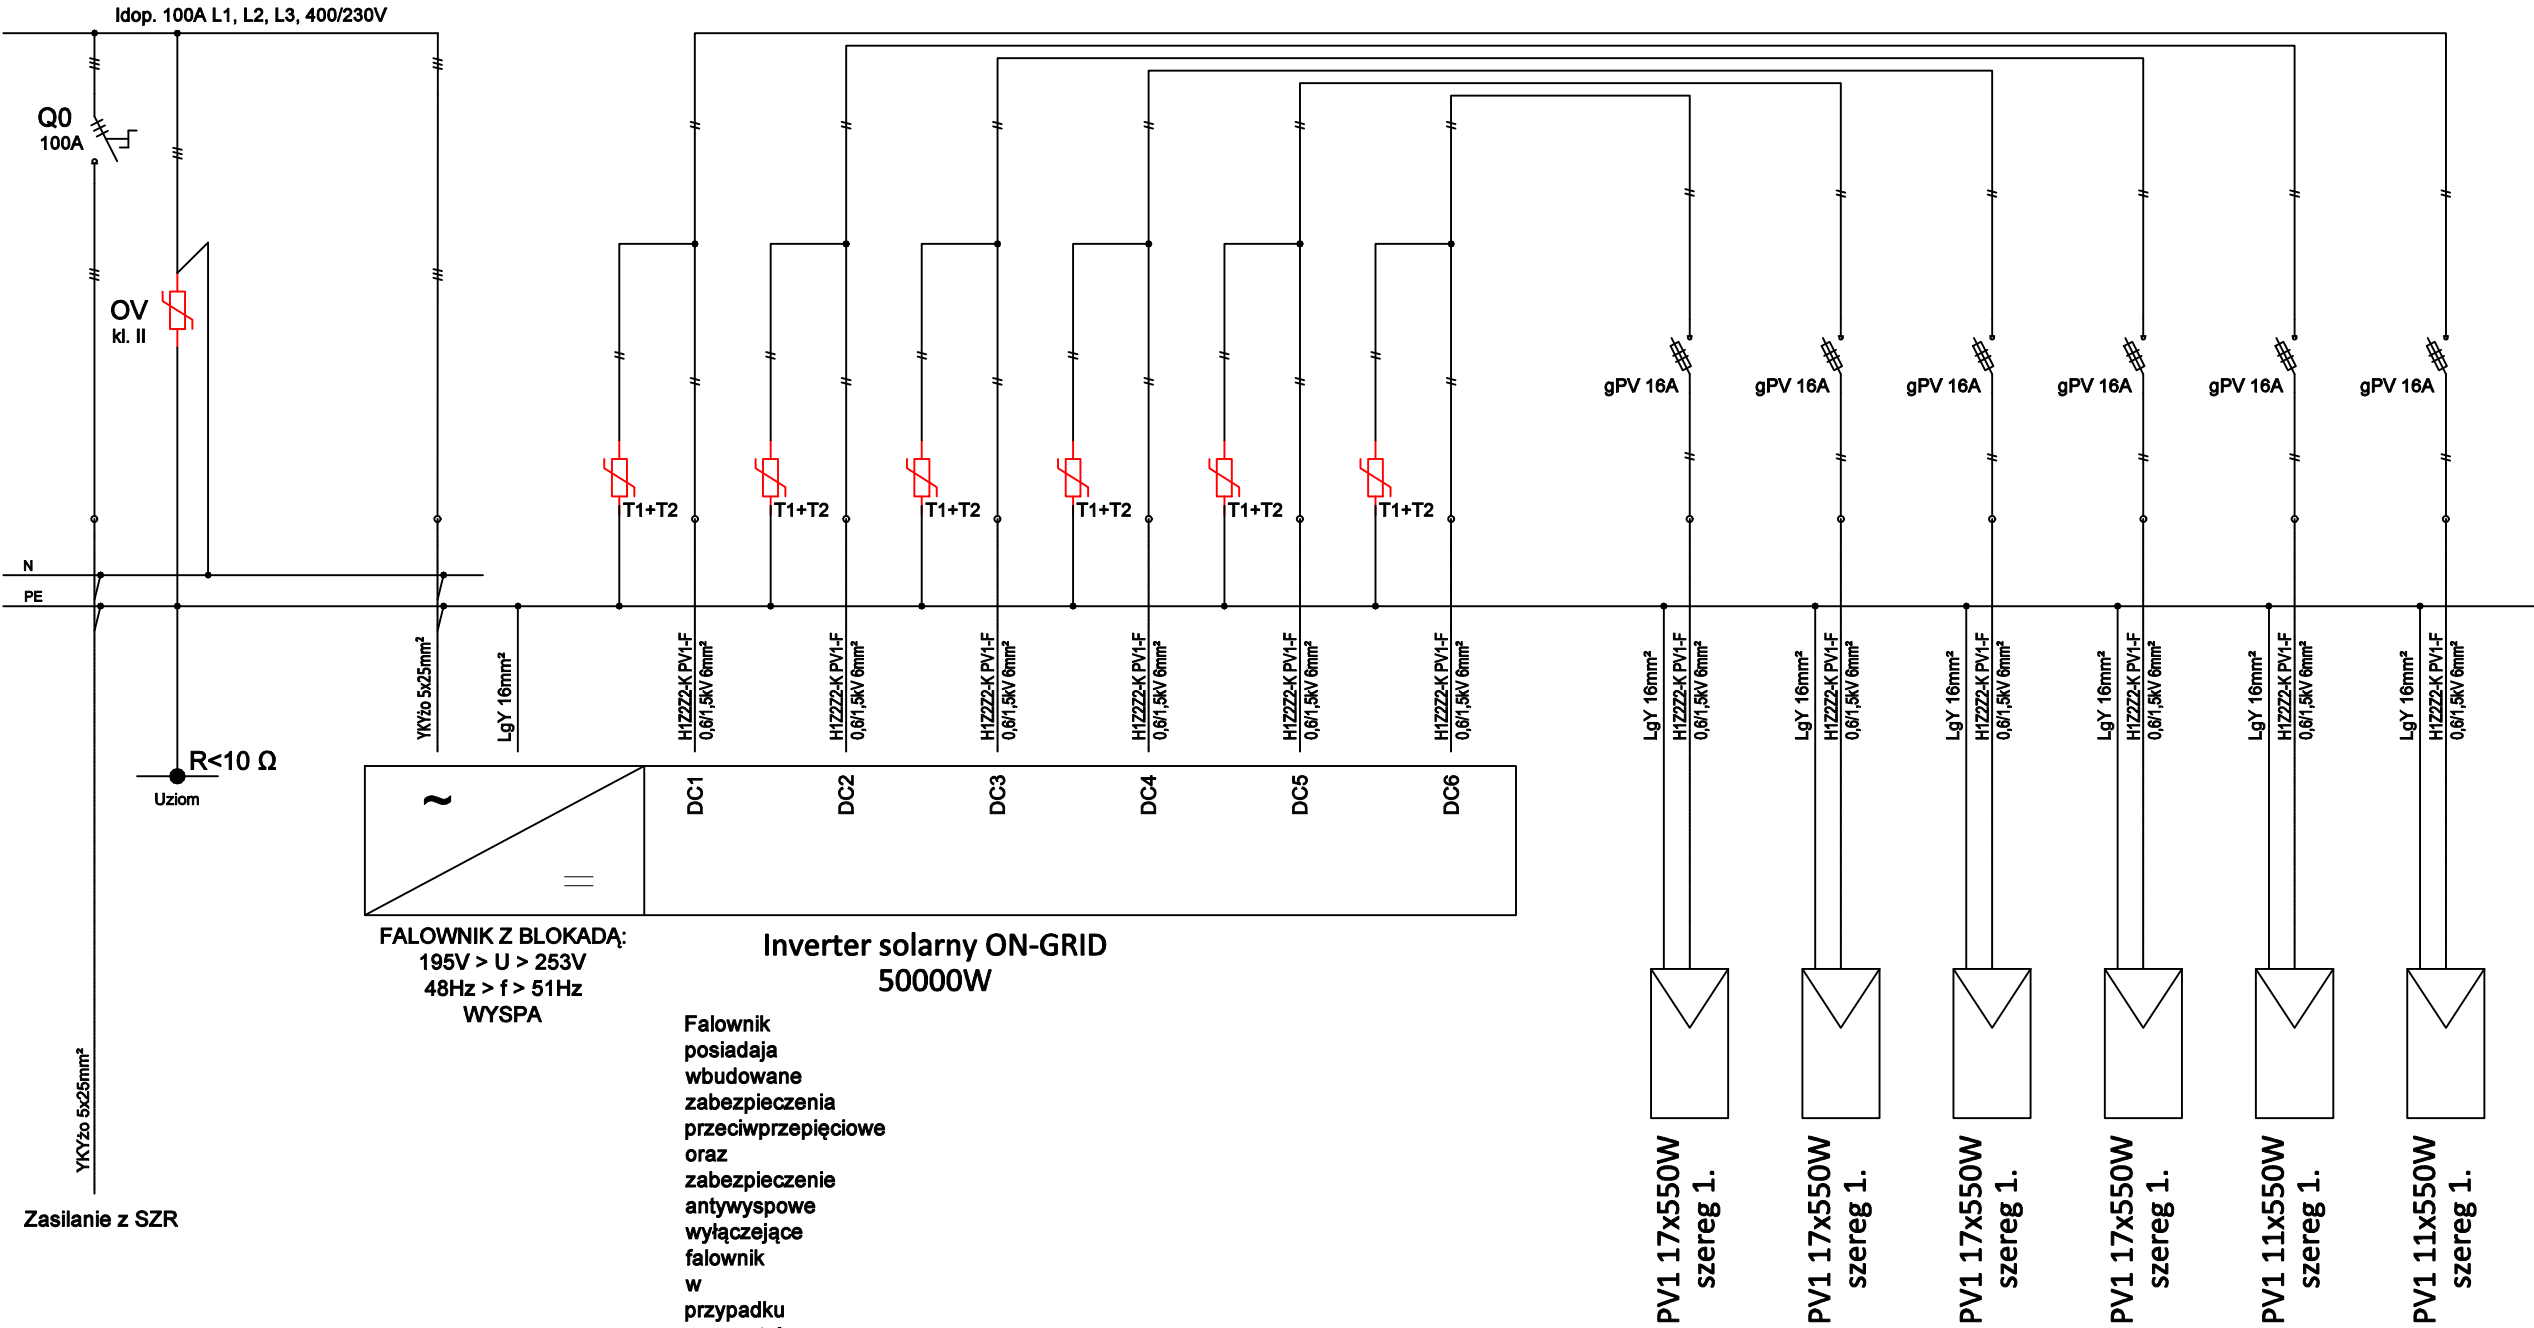 Idop. 100A L1, L2, L3, 400/230V
Q0
100A
OV
kl. II
gPV 16A
gPV 16A
gPV 16A
gPV 16A
gPV 16A
gPV 16A
T1+T2
T1+T2
T1+T2
T1+T2
T1+T2
T1+T2
N
PE
YKYżo 5x25mm²
LgY 16mm²
H1Z2Z2-K PV1-F
0,6/1,5kV 6mm²
H1Z2Z2-K PV1-F
0,6/1,5kV 6mm²
H1Z2Z2-K PV1-F
0,6/1,5kV 6mm²
H1Z2Z2-K PV1-F
0,6/1,5kV 6mm²
H1Z2Z2-K PV1-F
0,6/1,5kV 6mm²
H1Z2Z2-K PV1-F
0,6/1,5kV 6mm²
LgY 16mm²
H1Z2Z2-K PV1-F
0,6/1,5kV 6mm²
LgY 16mm²
H1Z2Z2-K PV1-F
0,6/1,5kV 6mm²
LgY 16mm²
H1Z2Z2-K PV1-F
0,6/1,5kV 6mm²
LgY 16mm²
H1Z2Z2-K PV1-F
0,6/1,5kV 6mm²
LgY 16mm²
H1Z2Z2-K PV1-F
0,6/1,5kV 6mm²
LgY 16mm²
H1Z2Z2-K PV1-F
0,6/1,5kV 6mm²
R<10 Ω
Uziom
~
DC1
DC2
DC3
DC4
DC5
DC6
FALOWNIK Z BLOKADĄ:
195V > U > 253V
48Hz > f > 51Hz
WYSPA
Inverter solarny ON-GRID
50000W
Falownik
posiadaja
wbudowane
zabezpieczenia
przeciwprzepięciowe
oraz
zabezpieczenie
antywyspowe
wyłączejące
falownik
w
przypadku
YKYżo 5x25mm²
Zasilanie z SZR
PV1 17x550W
szereg 1.
PV1 17x550W
szereg 1.
PV1 17x550W
szereg 1.
PV1 17x550W
szereg 1.
PV1 11x550W
szereg 1.
PV1 11x550W
szereg 1.